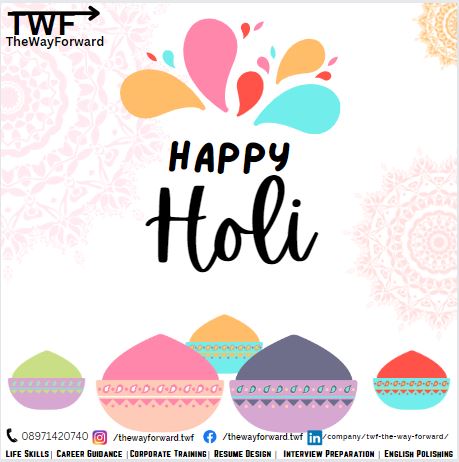 TWF
TheWayForward
HAPPY
Holi
08971420740 /thewayforward.twf /thewayforward.twf /company/twf-the-way-forward/
LIFE SKILLS| CAREER GUIDANCE |CORPORATE TRAINING| RESUME DESIGN | INTERVIEW PREPARATION | ENGLISH POLISHING